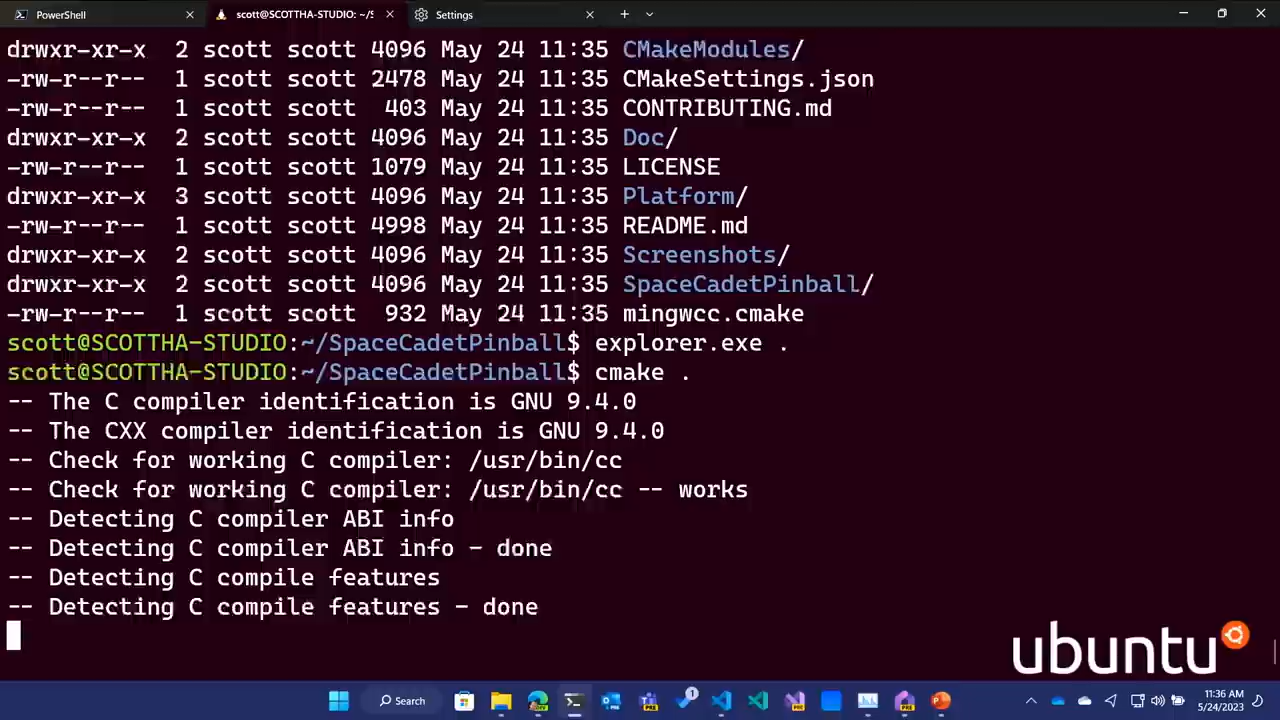 PowerShell
scott@SCOTTHA-STUDIO: ~/S
Settings
drwxr-xr-x 2 scott scott 4096 May 24 11:35 CMakeModules/
-rw-r--r-- 1 scott scott 2478 May 24 11:35 CMakeSettings.json
-rw-r--r-- 1 scott scott 403 May 24 11:35 CONTRIBUTING.md
drwxr-xr-x 2 scott scott 4096 May 24 11:35 Doc/
-rw-r--r-- 1 scott scott 1079 May 24 11:35 LICENSE
drwxr-xr-x 3 scott scott 4096 May 24 11:35 Platform/
-rw-r--r-- 1 scott scott 4998 May 24 11:35 README.md
drwxr-xr-x 2 scott scott 4096 May 24 11:35 Screenshots/
drwxr-xr-x 2 scott scott 4096 May 24 11:35 SpaceCadetPinball/
-rw-r--r-- 1 scott scott 932 May 24 11:35 mingwcc.cmake
scott@SCOTTHA-STUDIO:~/SpaceCadetPinball$ explorer.exe .
scott@SCOTTHA-STUDIO:~/SpaceCadetPinball$ cmake .
-- The C compiler identification is GNU 9.4.0
-- The CXX compiler identification is GNU 9.4.0
-- Check for working C compiler: /usr/bin/cc
-- Check for working C compiler: /usr/bin/cc -- works
-- Detecting C compiler ABI info
-- Detecting C compiler ABI info - done
-- Detecting C compile features
-- Detecting C compile features - done
ubuntu
Search
PRE
1
PRE
PRE
11:36 AM
5/24/2023